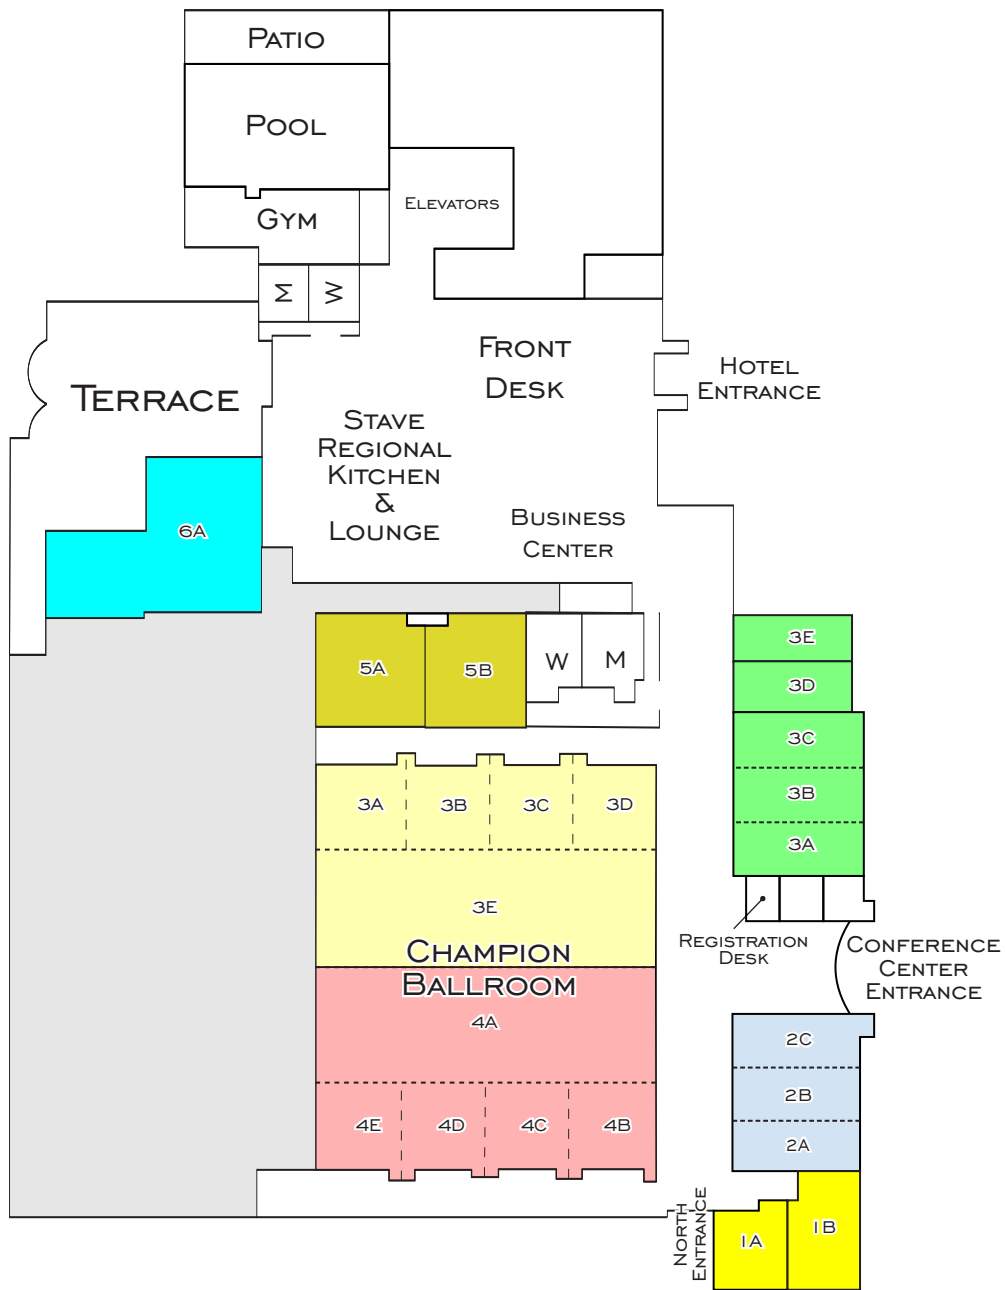 PATIO
POOL
ELEVATORS
GYM
M
W
FRONT
DESK
HOTEL
ENTRANCE
TERRACE
STAVE
REGIONAL
KITCHEN
&
LOUNGE
6A
BUSINESS
CENTER
5A
5B
W
M
3E
3D
3C
3B
3A
3A
3B
3C
3D
3E
CHAMPION
BALLROOM
4A
4E
4D
4C
4B
REGISTRATION
DESK
CONFERENCE
CENTER
ENTRANCE
2C
2B
2A
NORTH
ENTRANCE
1A
1B